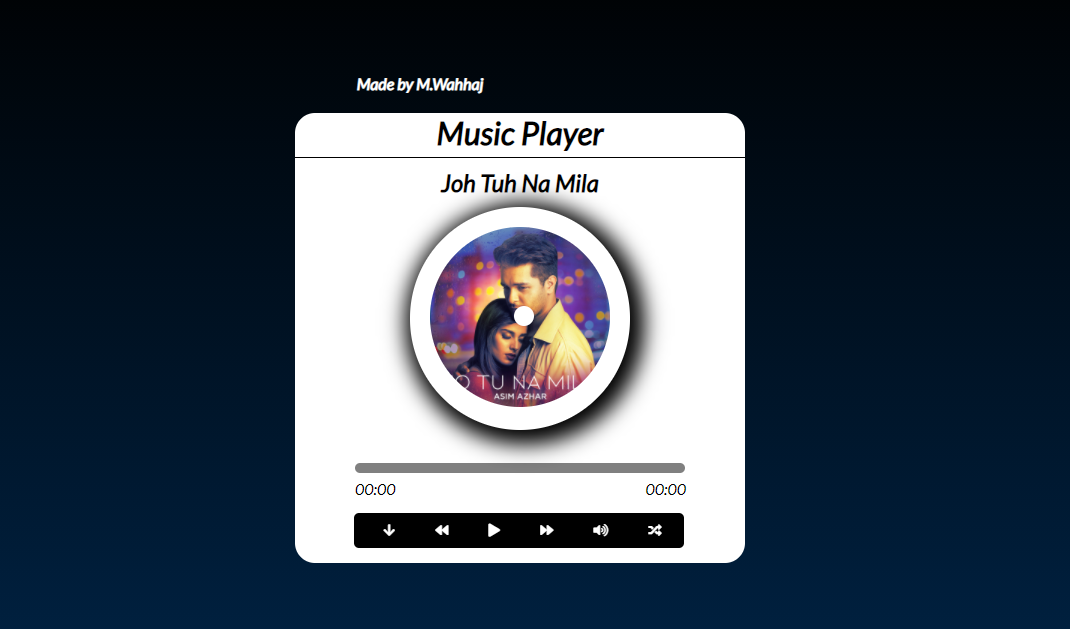 Made by M.Wahhaj
Music Player
Joh Tuh Na Mila
O TU NA MIL
ASIM AZHAR
00:00 00:00